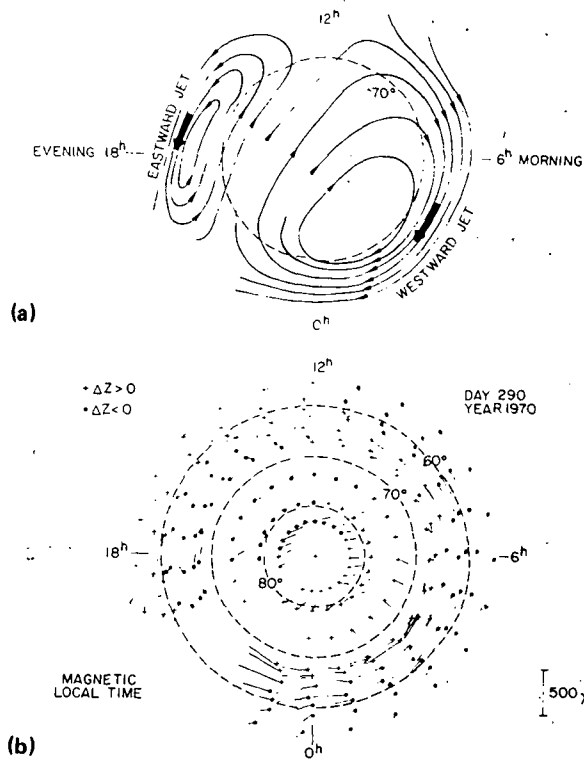 12h
70°
EASTWARD JET
EVENING 18h
6h MORNING
WESTWARD JET
(a)
0h
12h
+ ΔZ>0
• ΔZ<0
DAY 290
YEAR 1970
60°
70°
18h
6h
80°
MAGNETIC
LOCAL TIME
500γ
(b)
0h